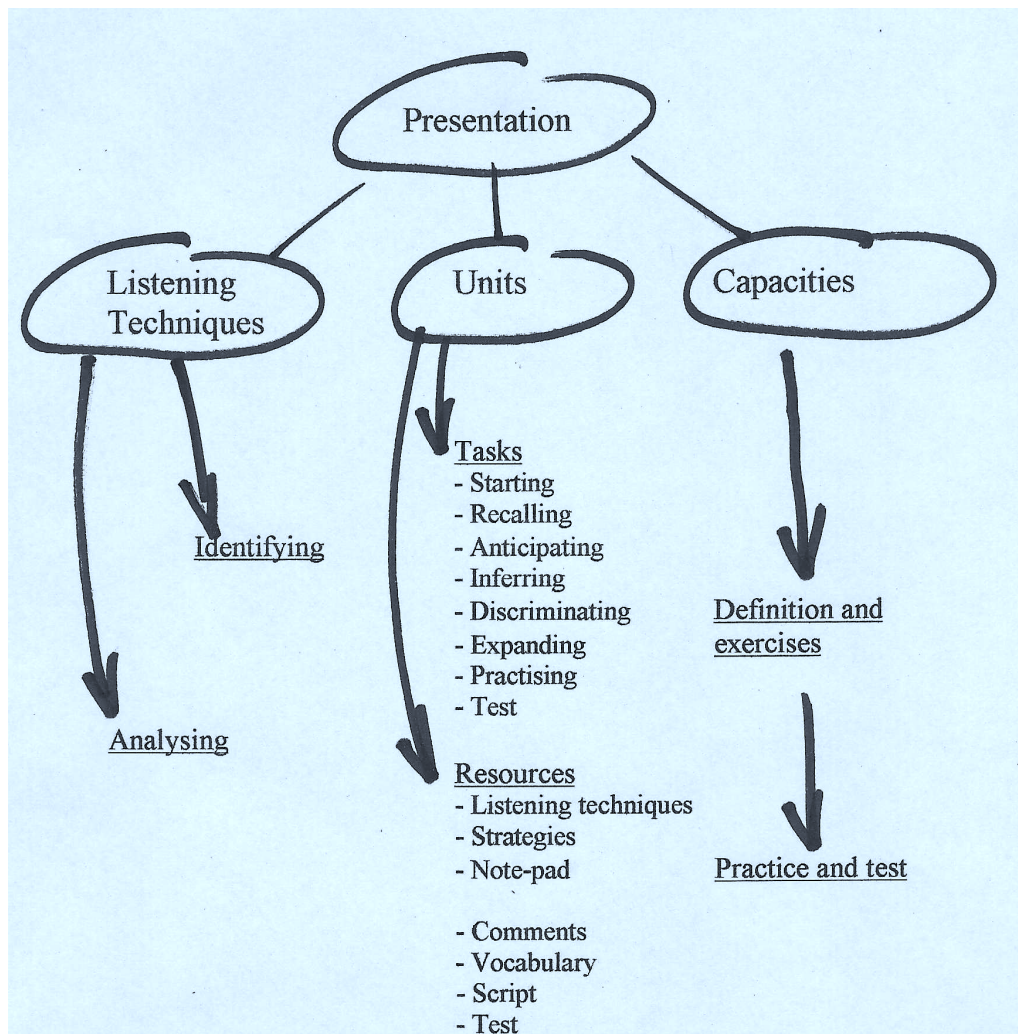 Presentation
Listening
Techniques
Units
Capacities
Identifying
Analysing
Tasks
- Starting
- Recalling
- Anticipating
- Inferring
- Discriminating
- Expanding
- Practising
- Test
Resources
- Listening techniques
- Strategies
- Note-pad
- Comments
- Vocabulary
- Script
- Test
Definition and
exercises
Practice and test